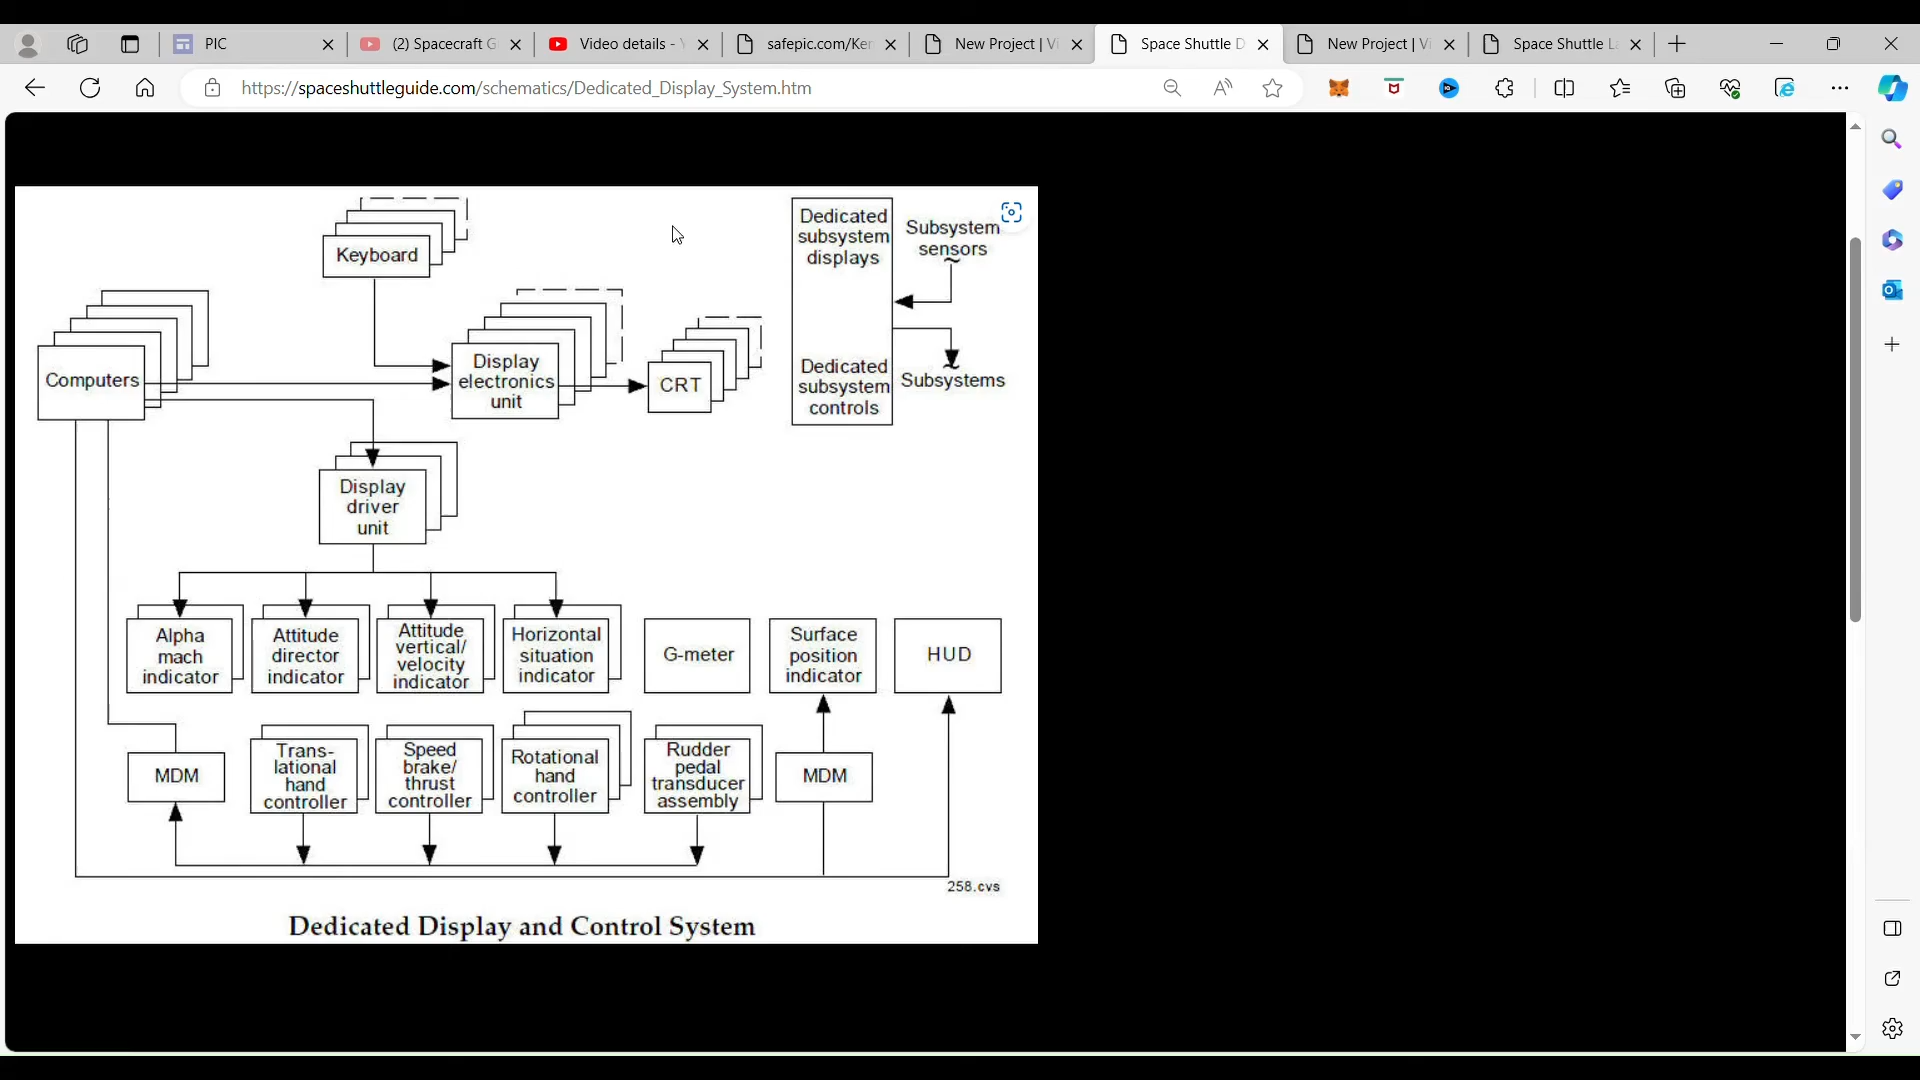 PIC
(2) Spacecraft G
Video details - Y
safepic.com/Ker
New Project | Vi
Space Shuttle D
New Project | Vi
Space Shuttle La
https://spaceshuttleguide.com/schematics/Dedicated_Display_System.htm
Keyboard
Dedicated
subsystem
displays
Subsystem
sensors
Computers
Display
electronics
unit
CRT
Dedicated
subsystem
controls
Subsystems
Display
driver
unit
Alpha
mach
indicator
Attitude
director
indicator
Attitude
vertical/
velocity
indicator
Horizontal
situation
indicator
G-meter
Surface
position
indicator
HUD
MDM
Trans-
lational
hand
controller
Speed
brake/
thrust
controller
Rotational
hand
controller
Rudder
pedal
transducer
assembly
MDM
258.cvs
Dedicated Display and Control System